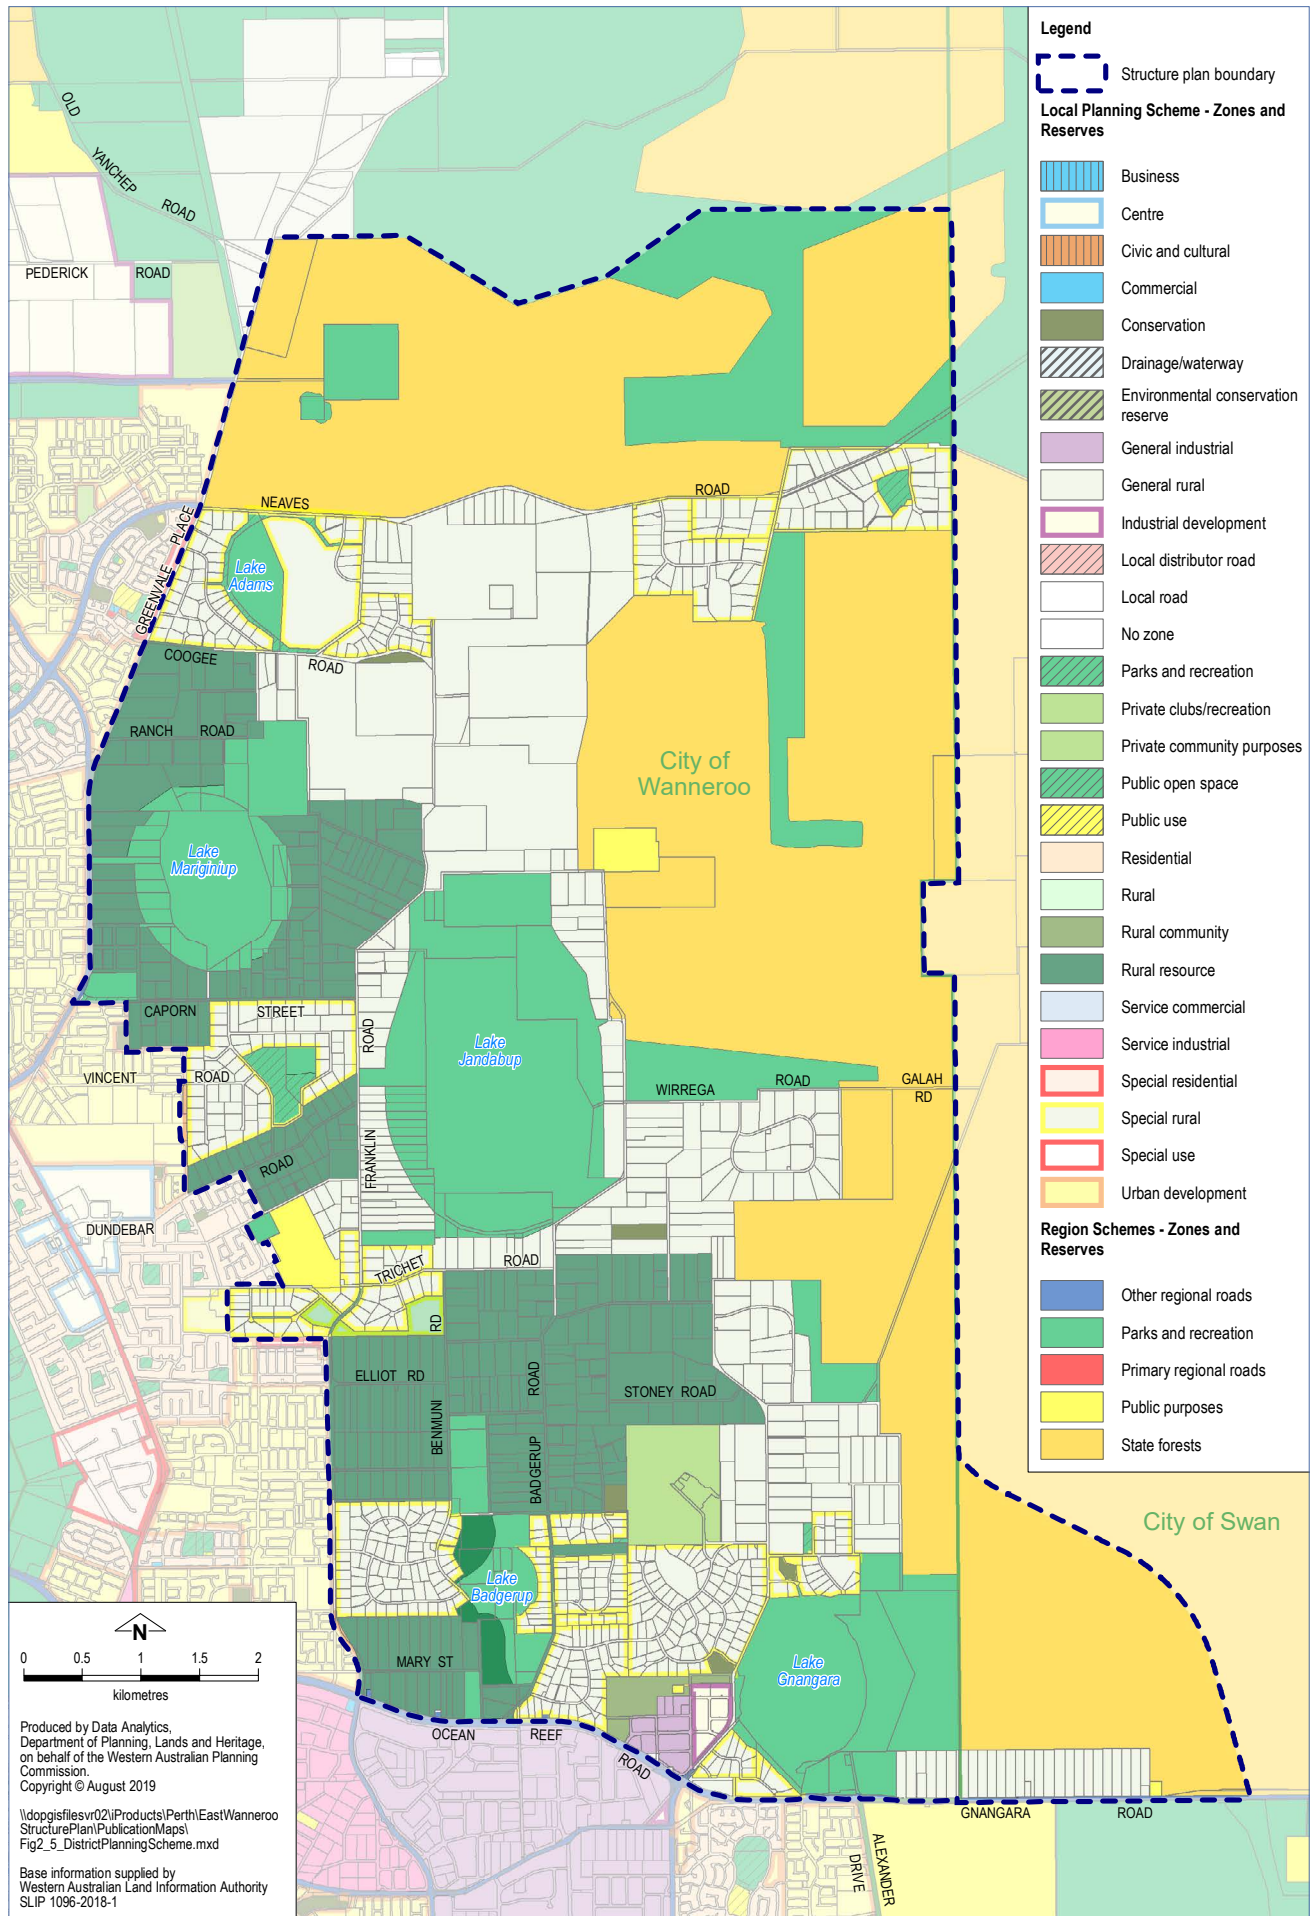 OLD
YANCHEP
ROAD
PEDERICK
ROAD
NEAVES
ROAD
PLACE
GREENVALE
Lake
Adams
COOGEE
ROAD
RANCH
ROAD
City of
Wanneroo
Lake
Mariginiup
CAPORN
STREET
ROAD
Lake
Jandabup
VINCENT
ROAD
WIRREGA
ROAD
GALAH
RD
FRANKLIN
ROAD
DUNDEBAR
TRICHET
ROAD
RD
ELLIOT RD
ROAD
STONEY ROAD
BENMUNI
BADGERUP
City of Swan
Lake
Badgerup
MARY ST
Lake
Gnangara
OCEAN
REEF
ROAD
GNANGARA
ROAD
ALEXANDER
DRIVE
Legend
Structure plan boundary
Local Planning Scheme - Zones and
Reserves
Business
Centre
Civic and cultural
Commercial
Conservation
Drainage/waterway
Environmental conservation
reserve
General industrial
General rural
Industrial development
Local distributor road
Local road
No zone
Parks and recreation
Private clubs/recreation
Private community purposes
Public open space
Public use
Residential
Rural
Rural community
Rural resource
Service commercial
Service industrial
Special residential
Special rural
Special use
Urban development
Region Schemes - Zones and
Reserves
Other regional roads
Parks and recreation
Primary regional roads
Public purposes
State forests
N
0 0.5 1 1.5 2
kilometres
Produced by Data Analytics,
Department of Planning, Lands and Heritage,
on behalf of the Western Australian Planning
Commission.
Copyright © August 2019
\\dopgisfilesvr02\iProducts\Perth\EastWanneroo
StructurePlan\PublicationMaps\
Fig2_5_DistrictPlanningScheme.mxd
Base information supplied by
Western Australian Land Information Authority
SLIP 1096-2018-1